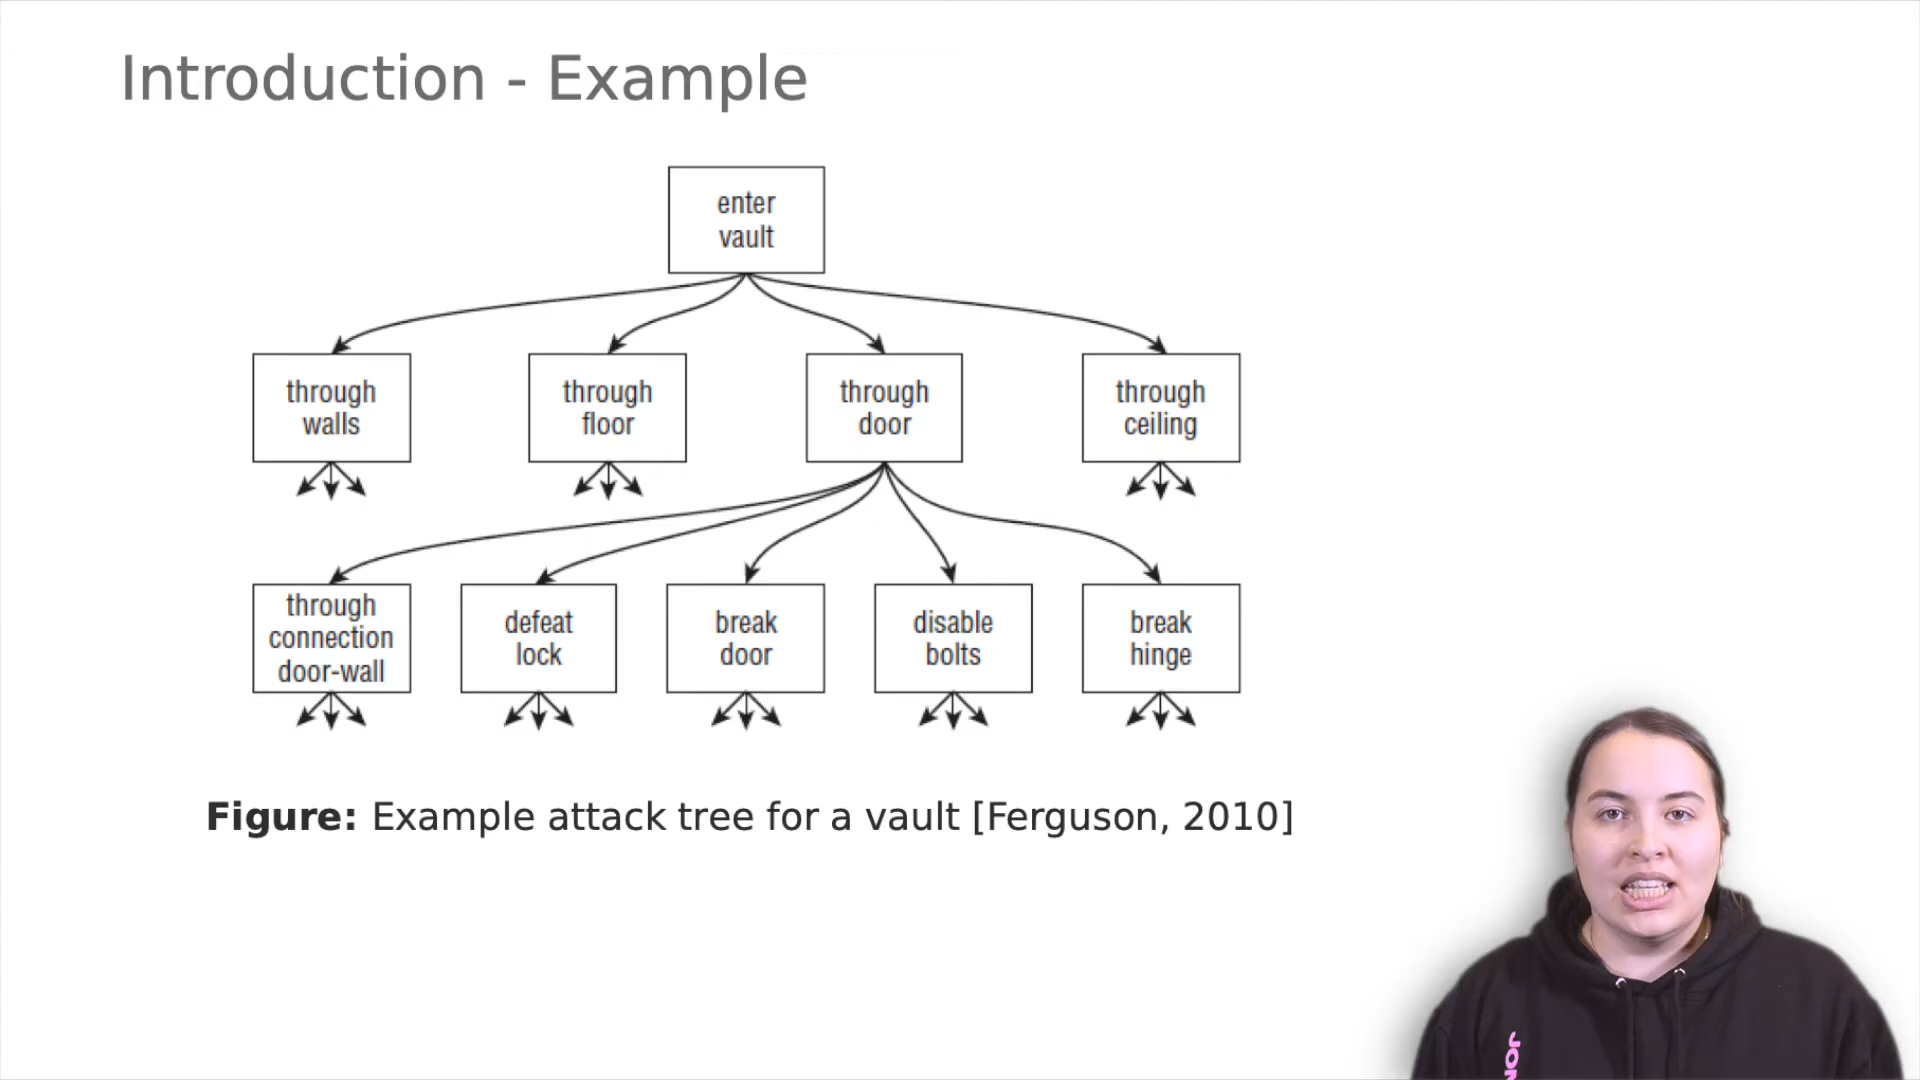 Introduction - Example
enter
vault
through
walls
through
floor
through
door
through
ceiling
through
connection
door-wall
defeat
lock
break
door
disable
bolts
break
hinge
Figure: Example attack tree for a vault [Ferguson, 2010]